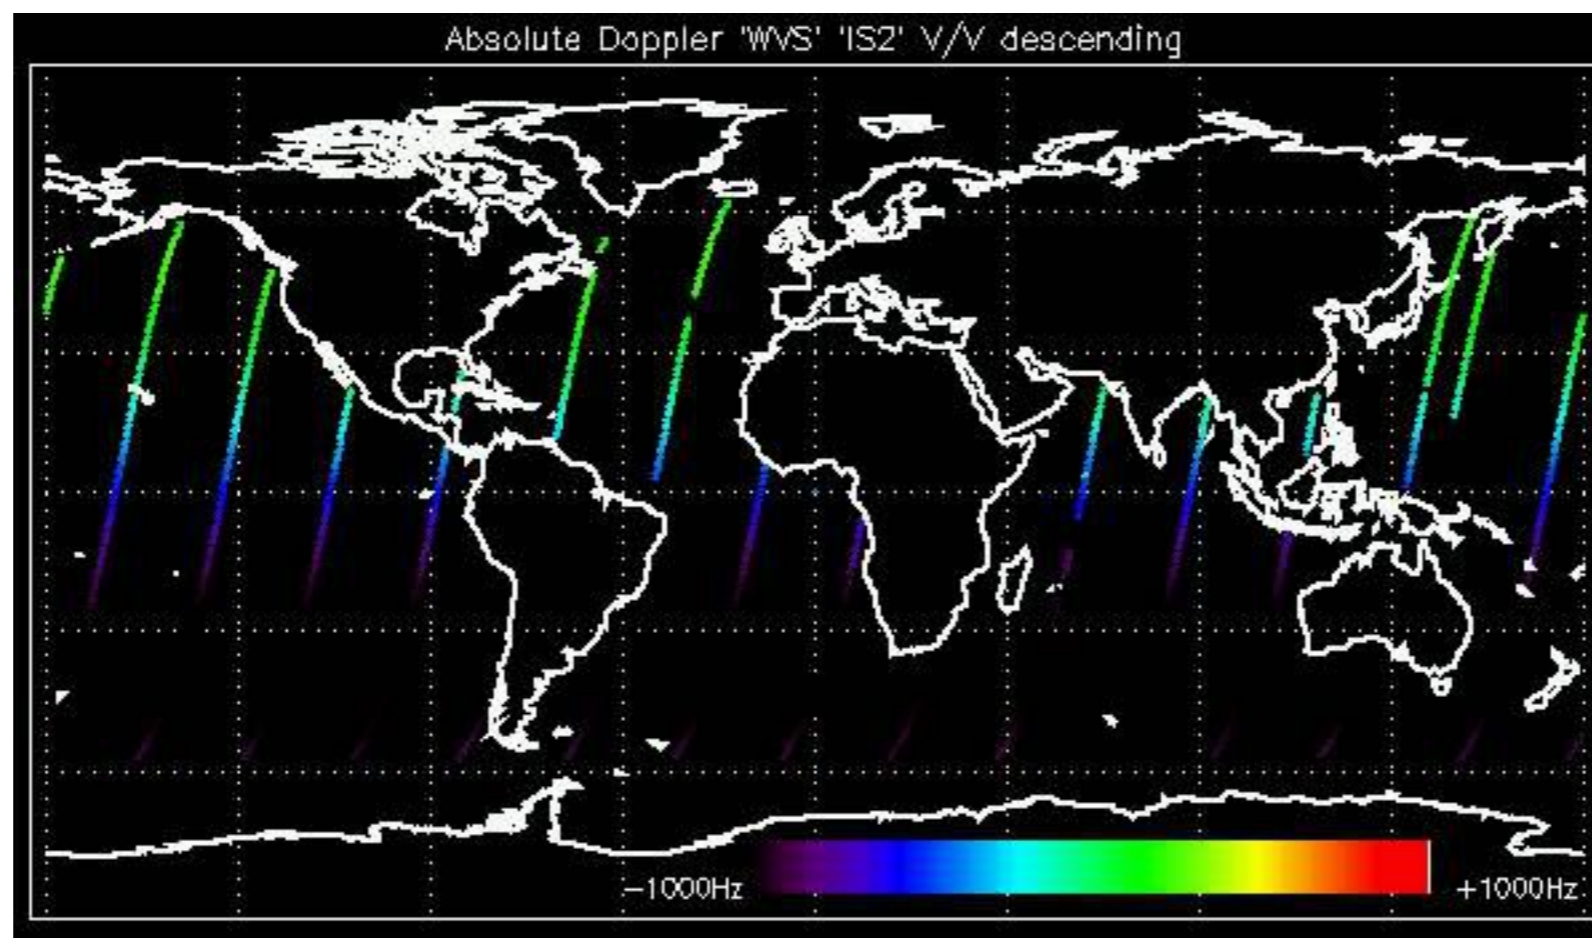 Absolute Doppler 'WVS' 'IS2' V/V descending
−1000Hz +1000Hz